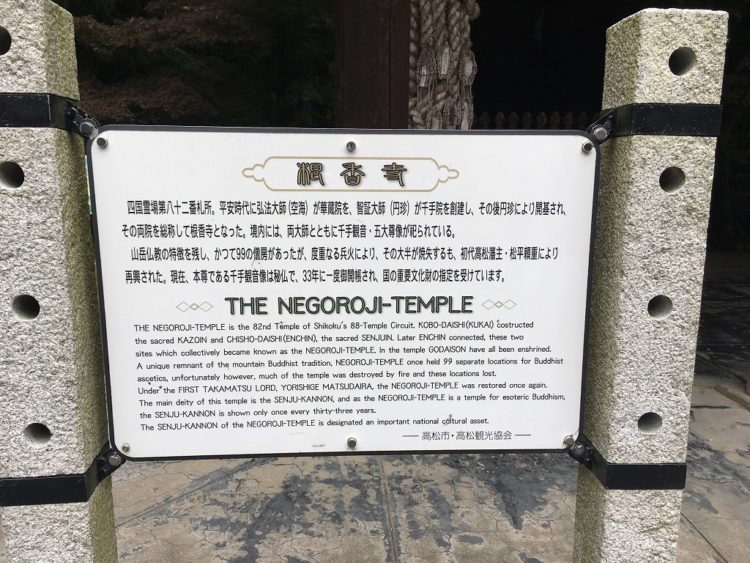 根香寺
四国霊場第八十二番札所。平安時代に弘法大師(空海)が華蔵院を、智証大師(円珍)が千手院を創建し、その後円珍により開基され、
その両院を総称して根香寺となった。境内には、両大師とともに千手観音・五大尊像が祀られている。
山岳仏教の特徴を残し、かつて99の僧房があったが、度重なる兵火により、その大半が焼失するも、初代高松藩主・松平頼重により
再興された。現在、本尊である千手観音像は秘仏で、33年に一度御開帳され、国の重要文化財の指定を受けています。
THE NEGOROJI-TEMPLE
THE NEGOROJI-TEMPLE is the 82nd Temple of Shikoku's 88-Temple Circuit. KOBO-DAISHI(KUKAI) costructed
the sacred KAZOIN and CHISHO-DAISHI(ENCHIN), the sacred SENJUIN. Later ENCHIN connected, these two
sites which collectively became known as the NEGOROJI-TEMPLE. In the temple GODAISON have all been enshrined.
A unique remnant of the mountain Buddhist tradition, NEGOROJI-TEMPLE once held 99 separate locations for Buddhist
ascetics, unfortunately however, much of the temple was destroyed by fire and these locations lost.
Under the FIRST TAKAMATSU LORD, YORISHIGE MATSUDAIRA, the NEGOROJI-TEMPLE was restored once again.
The main deity of this temple is the SENJU-KANNON, and as the NEGOROJI-TEMPLE is a temple for esoteric Buddhism,
the SENJU-KANNON is shown only once every thirty-three years.
The SENJU-KANNON of the NEGOROJI-TEMPLE is designated an important national cultural asset.
高松市・高松観光協会